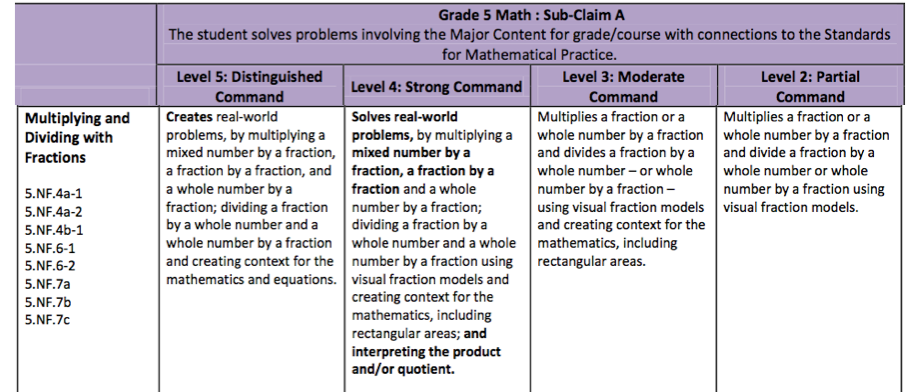 Grade 5 Math : Sub-Claim A
The student solves problems involving the Major Content for grade/course with connections to the Standards
for Mathematical Practice.
Level 5: Distinguished
Command
Level 4: Strong Command
Level 3: Moderate
Command
Level 2: Partial
Command
Multiplying and
Dividing with
Fractions
5.NF.4a-1
5.NF.4a-2
5.NF.4b-1
5.NF.6-1
5.NF.6-2
5.NF.7a
5.NF.7b
5.NF.7c
Creates real-world
problems, by multiplying a
mixed number by a fraction,
a fraction by a fraction, and
a whole number by a
fraction; dividing a fraction
by a whole number and a
whole number by a fraction
and creating context for the
mathematics and equations.
Solves real-world
problems, by multiplying a
mixed number by a
fraction, a fraction by a
fraction and a whole
number by a fraction;
dividing a fraction by a
whole number and a whole
number by a fraction using
visual fraction models and
creating context for the
mathematics, including
rectangular areas; and
interpreting the product
and/or quotient.
Multiplies a fraction or a
whole number by a fraction
and divides a fraction by a
whole number – or whole
number by a fraction –
using visual fraction models
and creating context for the
mathematics, including
rectangular areas.
Multiplies a fraction or a
whole number by a fraction
and divide a fraction by a
whole number or whole
number by a fraction using
visual fraction models.